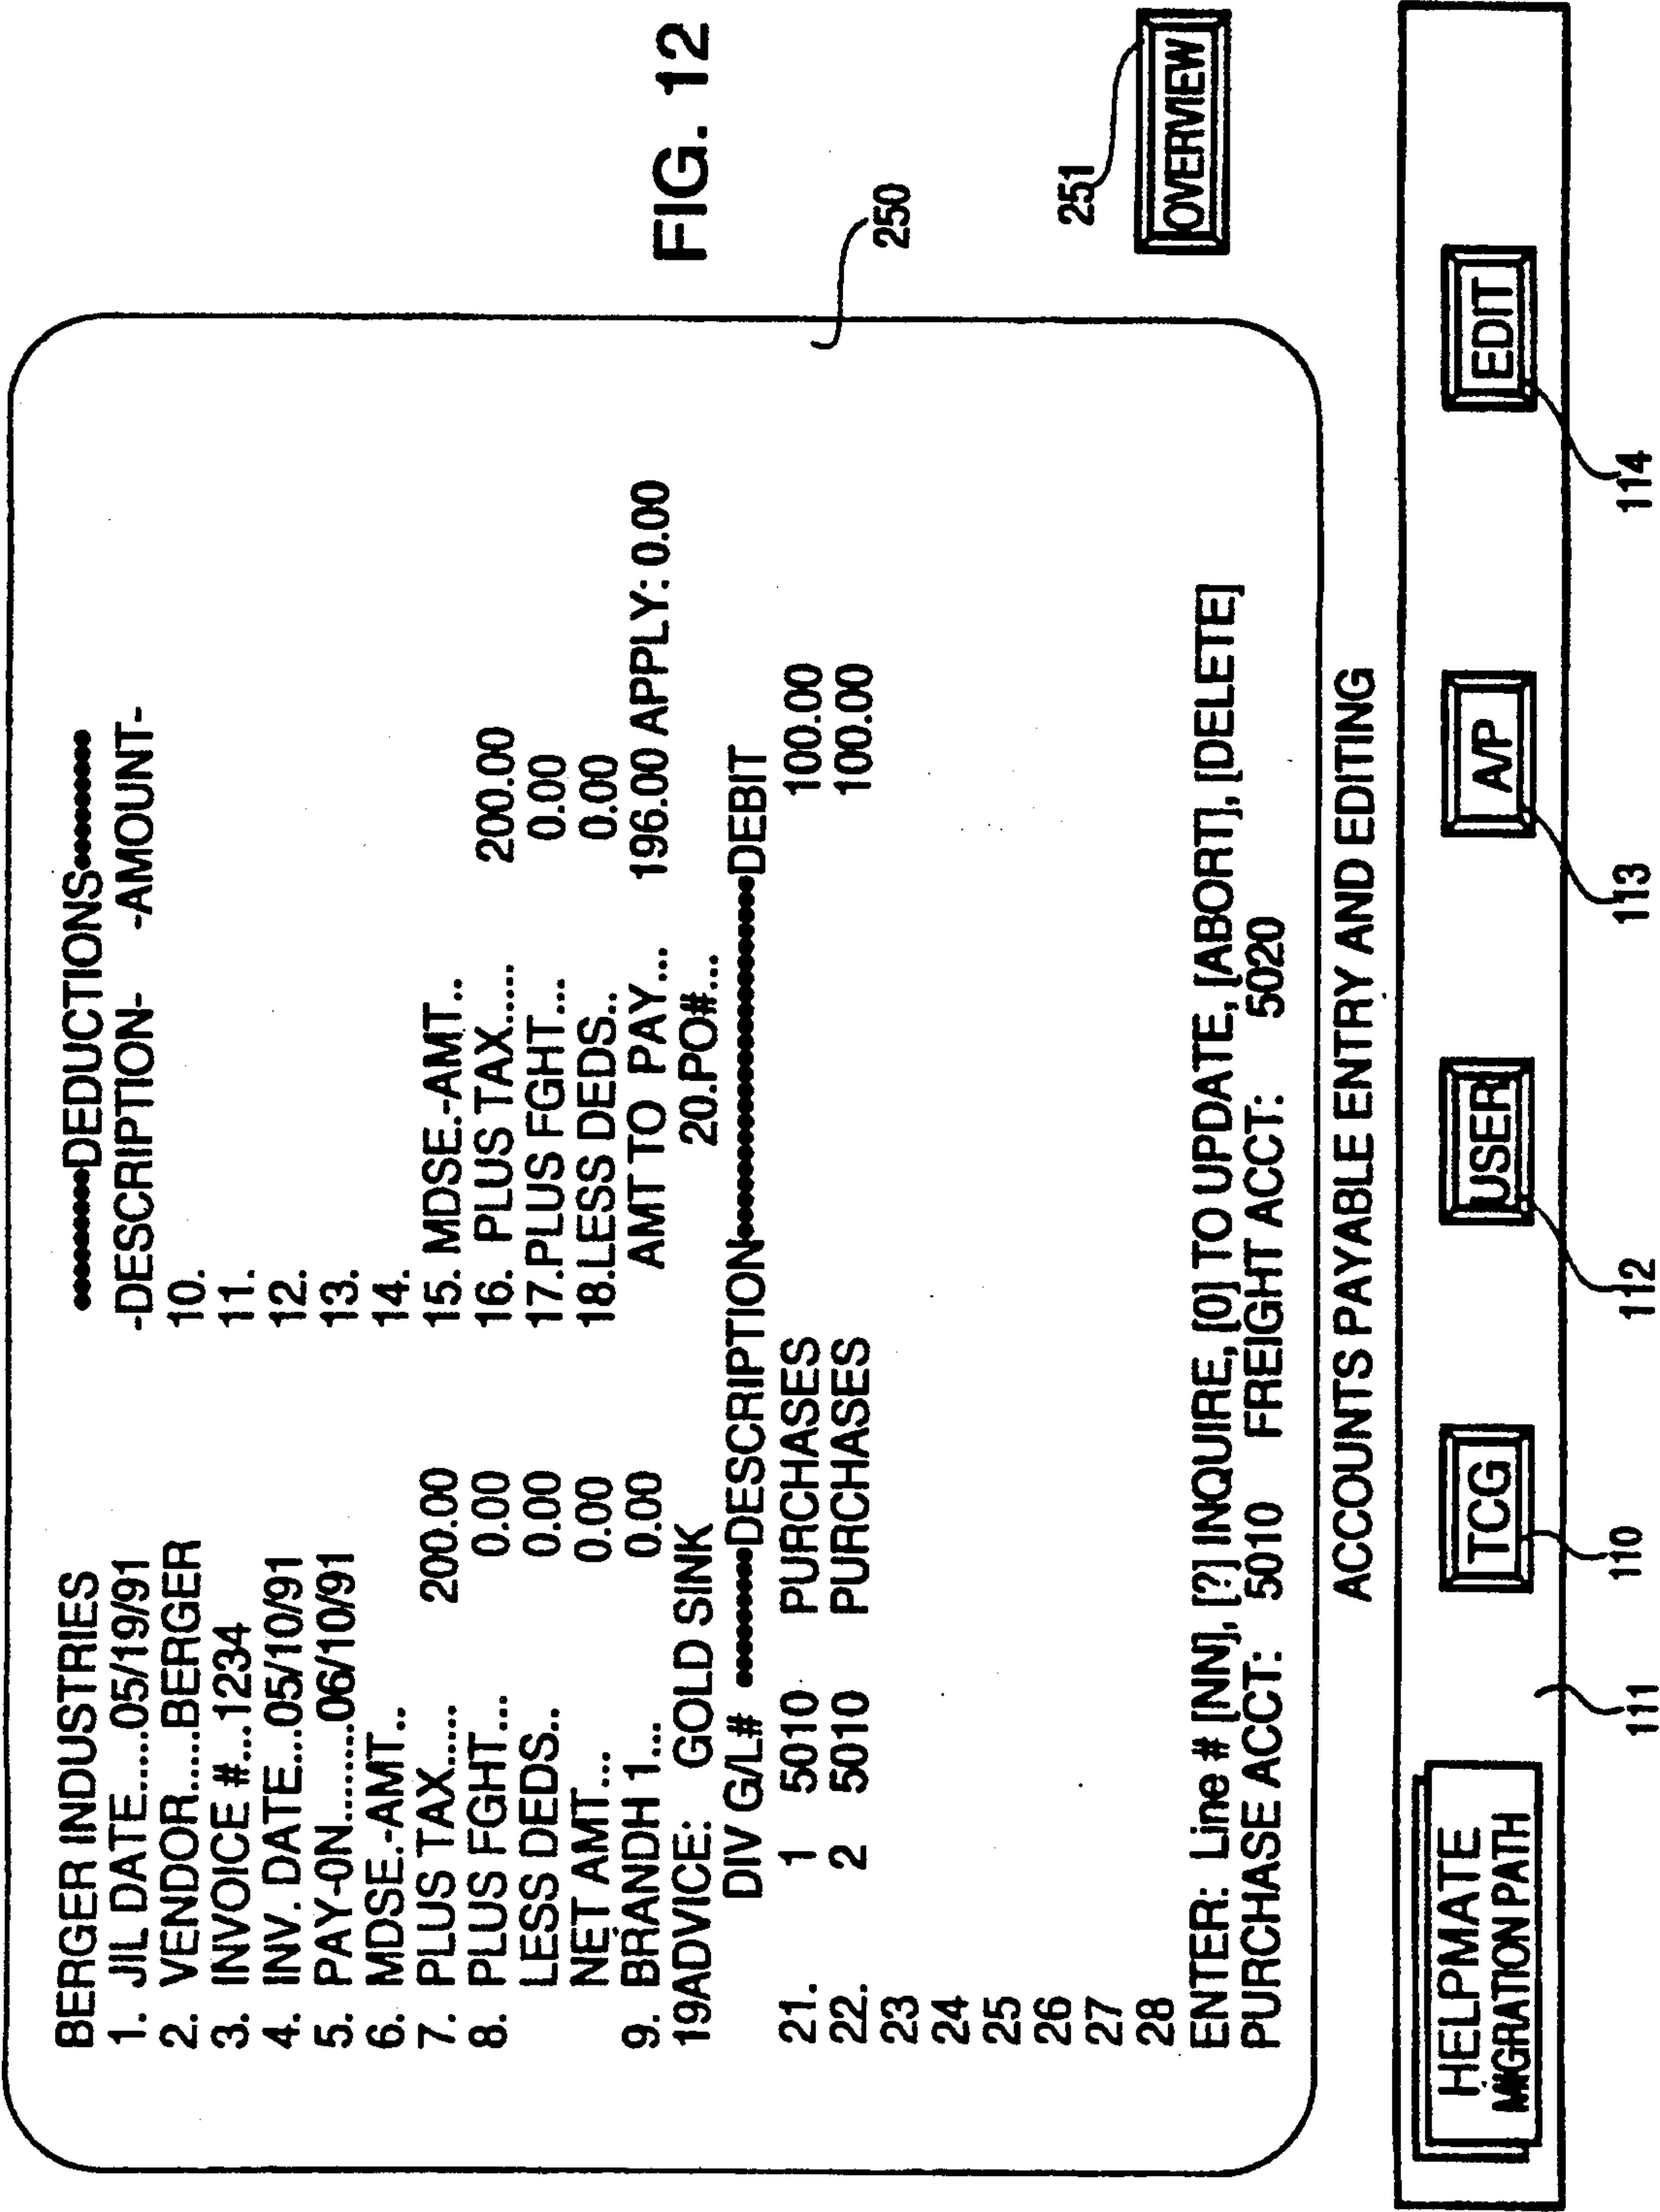 BERGER INDUSTRIES ••••••••DEDUCTIONS••••••••
1. JIL DATE......05/19/91 -DESCRIPTION- -AMOUNT-
2. VENDOR.....BERGER 10.
3. INVOICE #...1234 11.
4. INV. DATE...05/10/91 12.
5. PAY-0N.........06/10/91 13.
6. MDSE.-AMT.. 14.
7. PLUS TAX..... 200.00 15. MDSE.-AMT..
8. PLUS FGHT... 0.00 16. PLUS TAX..... 200.00
LESS DEDS.. 0.00 17.PLUS FGHT... 0.00
NET AMT... 0.00 18.LESS DEDS.. 0.00
9. BRANDH 1... 0.00 AMT TO PAY... 196.00 APPLY: 0.00
19ADVICE: GOLD SINK 20.PO#...
DIV G/L# ••••••••DESCRIPTION••••••••••••••••••••••DEBIT
21. 1 5010 PURCHASES 100.00
22. 2 5010 PURCHASES 100.00
23
24
25
26
27
28
ENTER: Line # [NN], [?] INQUIRE, [0] TO UPDATE, [ABORT], [DELETE]
PURCHASE ACCT: 5010 FREIGHT ACCT: 5020
FIG. 12
250
251
OVERVIEW
ACCOUNTS PAYABLE ENTRY AND EDITING
HELPMATE
MIGRATION PATH
TCG
USER
A/P
EDIT
111
110
112
113
114